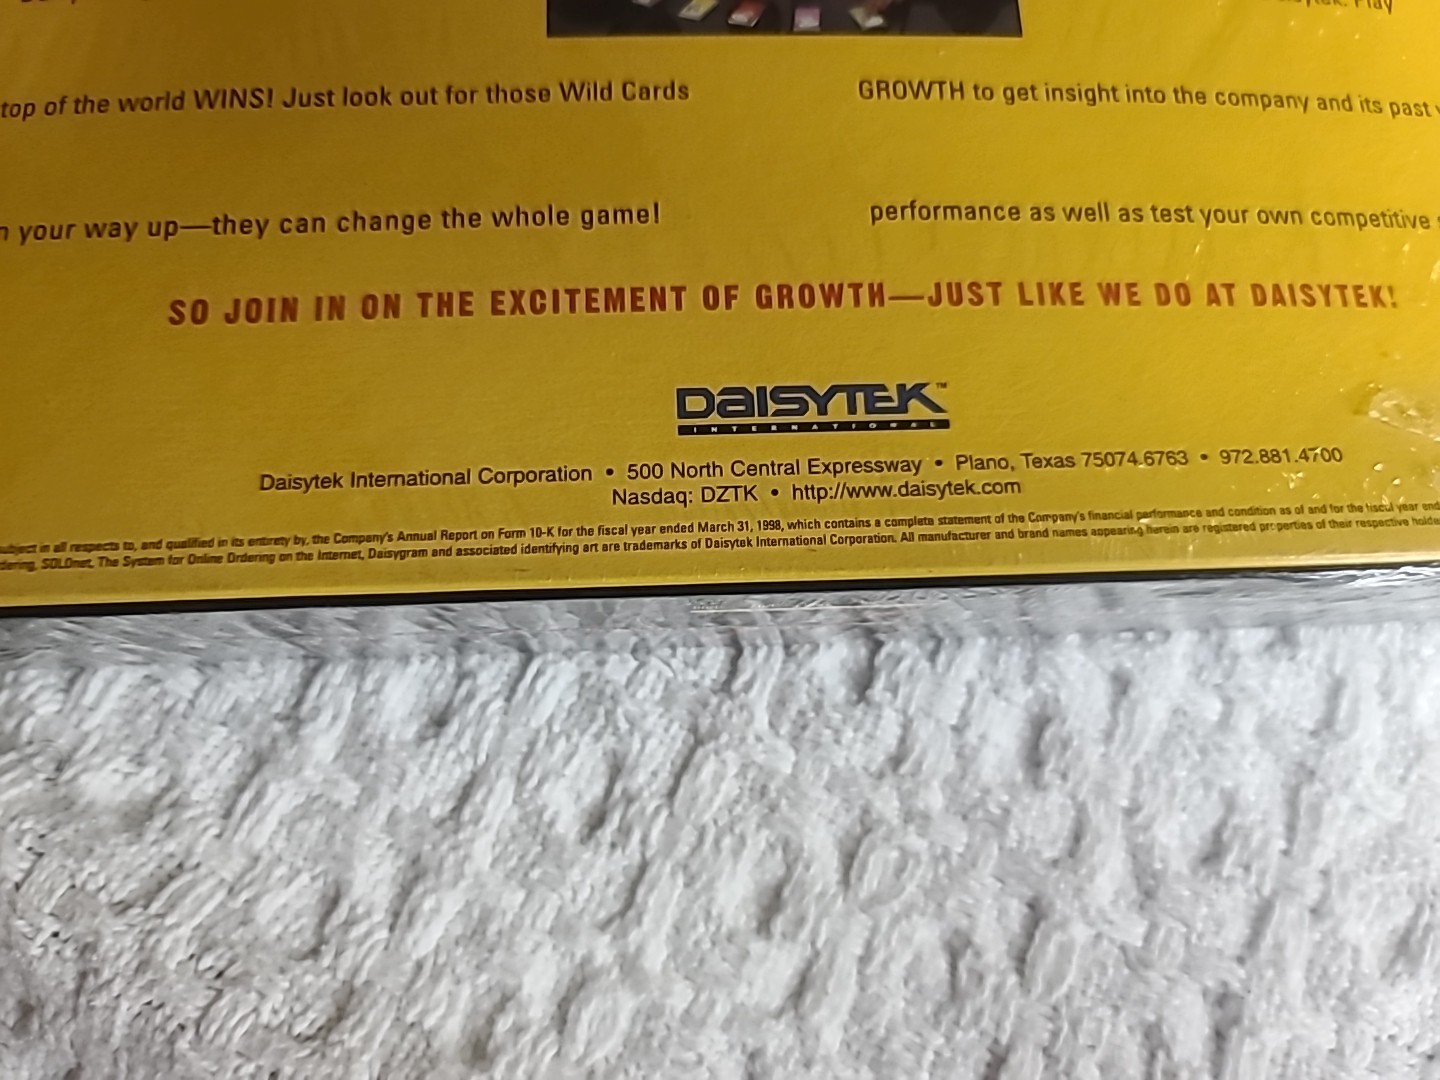 Play
top of the world WINS! Just look out for those Wild Cards
GROWTH to get insight into the company and its past
your way up—they can change the whole game!
performance as well as test your own competitive
SO JOIN IN ON THE EXCITEMENT OF GROWTH—JUST LIKE WE DO AT DAISYTEK!
DAISYTEK™
INTERNATIONAL
Daisytek International Corporation • 500 North Central Expressway • Plano, Texas 75074.6763 • 972.881.4700
Nasdaq: DZTK • http://www.daisytek.com
subject in all respects to, and qualified in its entirety by, the Company's Annual Report on Form 10-K for the fiscal year ended March 31, 1998, which contains a complete statement of the Company's financial performance and condition as of and for the fiscal year
SOLOnet, The System for Online Ordering on the Internet, Daisygram and associated identifying art are trademarks of Daisytek International Corporation. All manufacturer and brand names appearing herein are registered properties of their respective